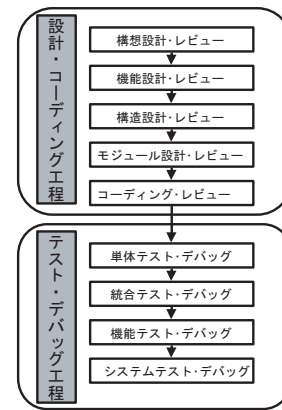 設計・コーディング工程
構想設計・レビュー
機能設計・レビュー
構造設計・レビュー
モジュール設計・レビュー
コーディング・レビュー
テスト・デバッグ工程
単体テスト・デバッグ
統合テスト・デバッグ
機能テスト・デバッグ
システムテスト・デバッグ